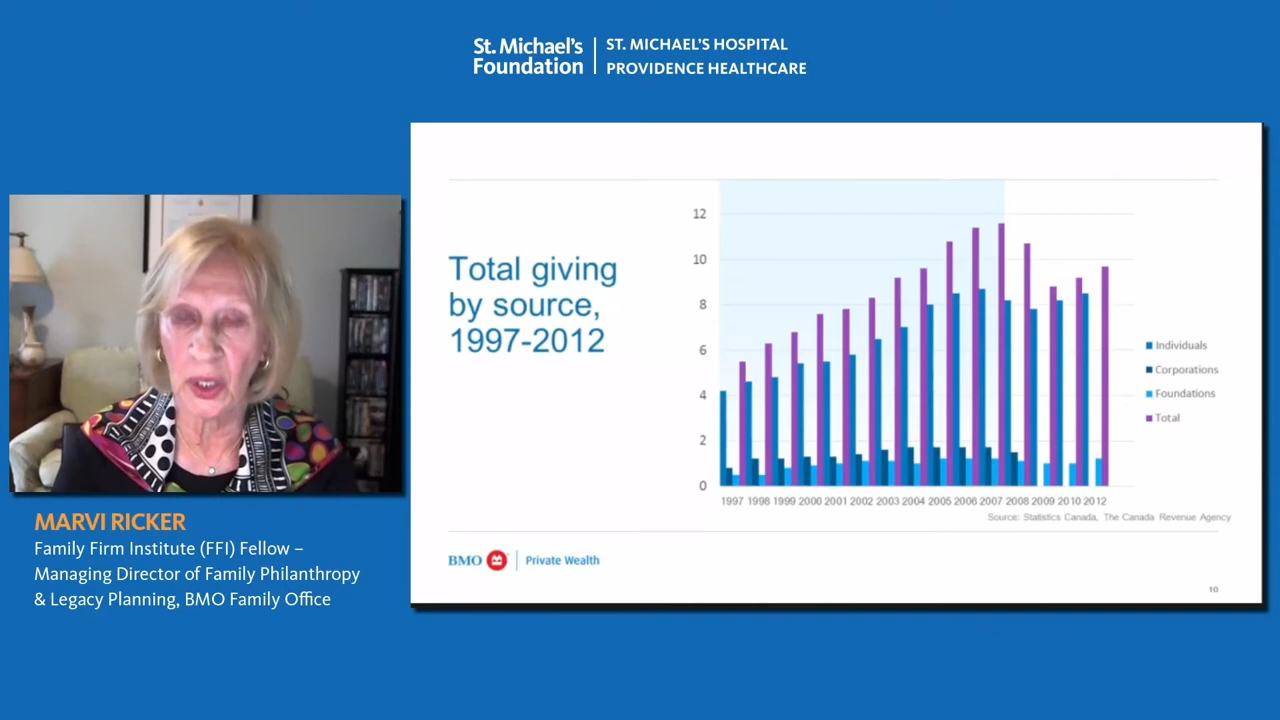 St. Michael's
Foundation
ST. MICHAEL'S HOSPITAL
PROVIDENCE HEALTHCARE
MARVI RICKER
Family Firm Institute (FFI) Fellow –
Managing Director of Family Philanthropy
& Legacy Planning, BMO Family Office
Total giving
by source,
1997-2012
12
10
8
6
4
2
0
1997 1998 1999 2000 2001 2002 2003 2004 2005 2006 2007 2008 2009 2010 2012
Individuals
Corporations
Foundations
Total
Source: Statistics Canada, The Canada Revenue Agency
BMO Private Wealth
10